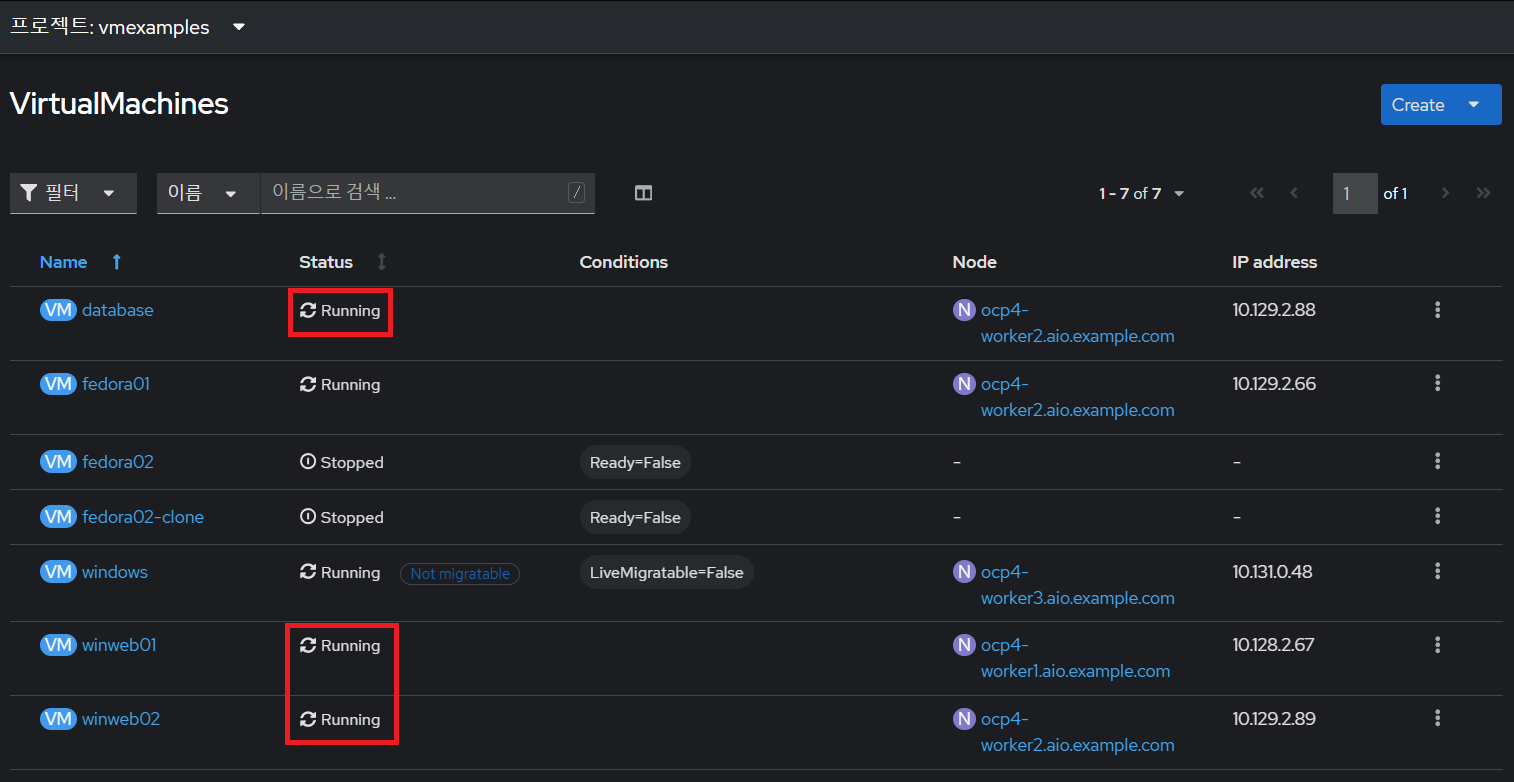 프로젝트: vmexamples
VirtualMachines
Create
필터
이름
이름으로 검색 ...
/
1 - 7 of 7
1
of 1
Name
Status
Conditions
Node
IP address
VM database
Running
N ocp4-
worker2.aio.example.com
10.129.2.88
VM fedora01
Running
N ocp4-
worker2.aio.example.com
10.129.2.66
VM fedora02
Stopped
Ready=False
-
-
VM fedora02-clone
Stopped
Ready=False
-
-
VM windows
Running
Not migratable
LiveMigratable=False
N ocp4-
worker3.aio.example.com
10.131.0.48
VM winweb01
Running
N ocp4-
worker1.aio.example.com
10.128.2.67
VM winweb02
Running
N ocp4-
worker2.aio.example.com
10.129.2.89